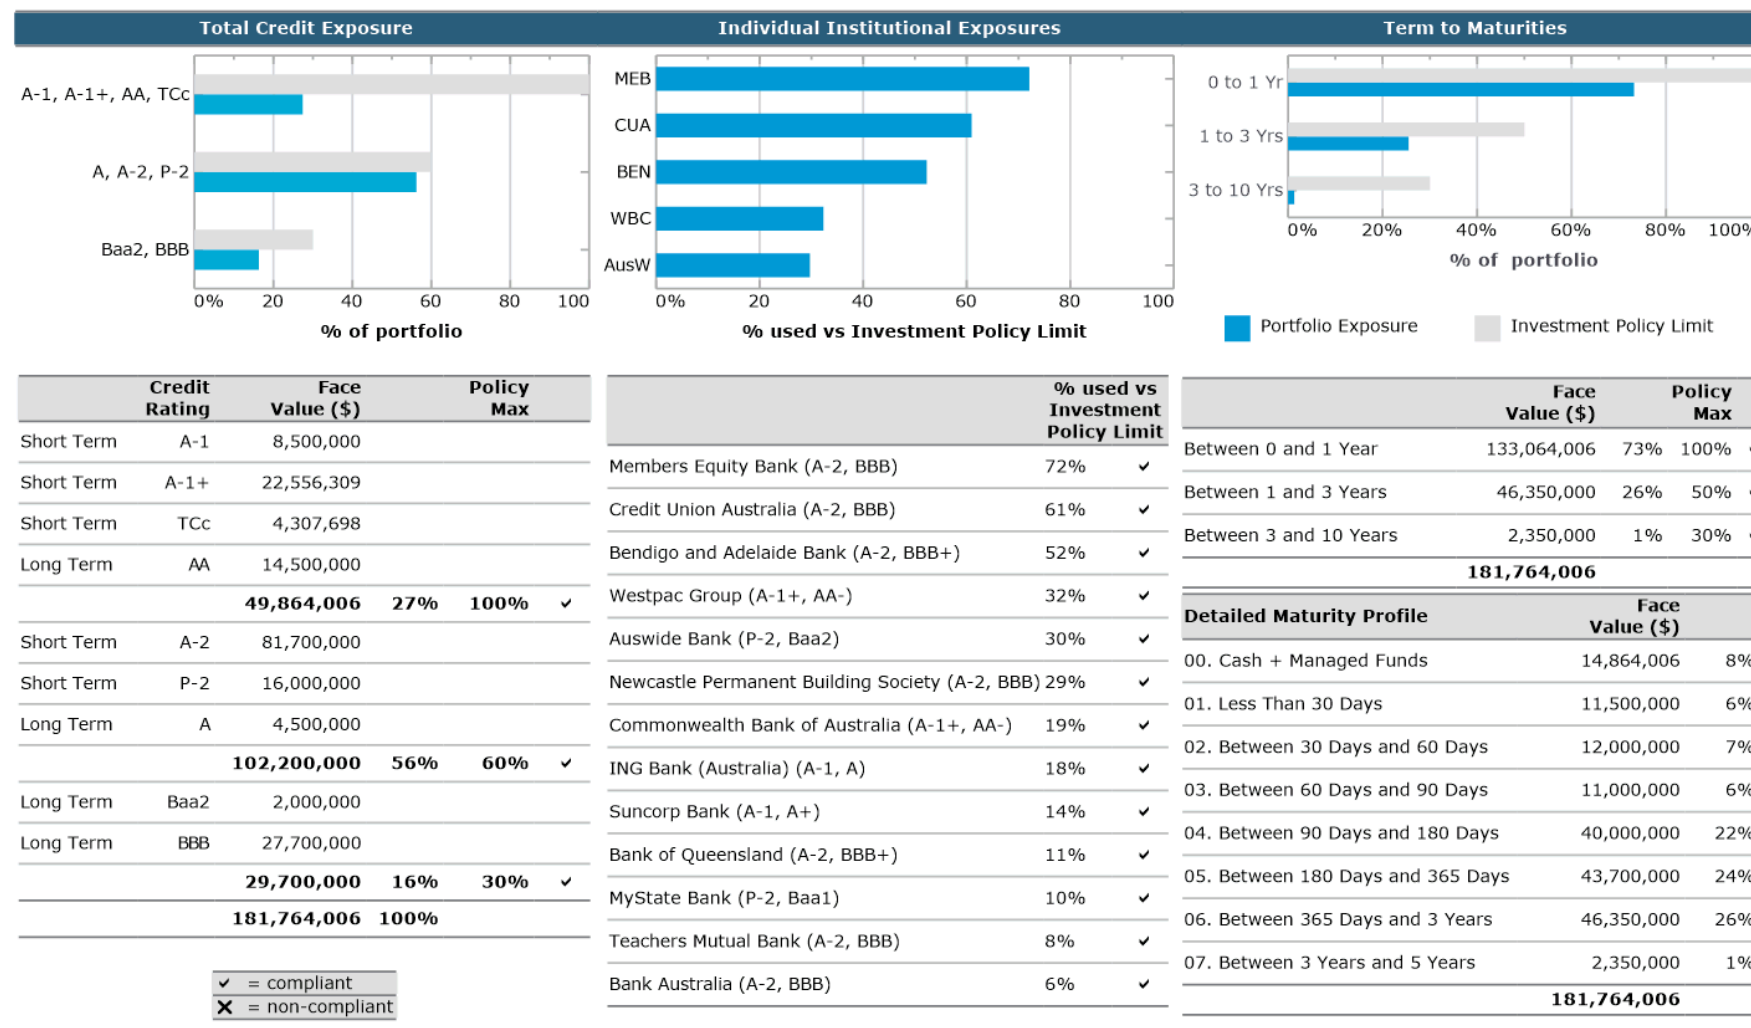 Total Credit Exposure
A-1, A-1+, AA, TCc
A, A-2, P-2
Baa2, BBB
0% 20 40 60 80 100
% of portfolio
Individual Institutional Exposures
MEB
CUA
BEN
WBC
AusW
0% 20 40 60 80 100
% used vs Investment Policy Limit
Term to Maturities
0 to 1 Yr
1 to 3 Yrs
3 to 10 Yrs
0% 20% 40% 60% 80% 100%
% of portfolio
Portfolio Exposure Investment Policy Limit
Credit Rating Face Value ($) Policy Max
Short Term A-1 8,500,000
Short Term A-1+ 22,556,309
Short Term TCc 4,307,698
Long Term AA 14,500,000
49,864,006 27% 100% ✔
Short Term A-2 81,700,000
Short Term P-2 16,000,000
Long Term A 4,500,000
102,200,000 56% 60% ✔
Long Term Baa2 2,000,000
Long Term BBB 27,700,000
29,700,000 16% 30% ✔
181,764,006 100%
✔ = compliant
✘ = non-compliant
% used vs
Investment
Policy Limit
Members Equity Bank (A-2, BBB) 72% ✔
Credit Union Australia (A-2, BBB) 61% ✔
Bendigo and Adelaide Bank (A-2, BBB+) 52% ✔
Westpac Group (A-1+, AA-) 32% ✔
Auswide Bank (P-2, Baa2) 30% ✔
Newcastle Permanent Building Society (A-2, BBB) 29% ✔
Commonwealth Bank of Australia (A-1+, AA-) 19% ✔
ING Bank (Australia) (A-1, A) 18% ✔
Suncorp Bank (A-1, A+) 14% ✔
Bank of Queensland (A-2, BBB+) 11% ✔
MyState Bank (P-2, Baa1) 10% ✔
Teachers Mutual Bank (A-2, BBB) 8% ✔
Bank Australia (A-2, BBB) 6% ✔
Face Value ($) Policy Max
Between 0 and 1 Year 133,064,006 73% 100%
Between 1 and 3 Years 46,350,000 26% 50%
Between 3 and 10 Years 2,350,000 1% 30%
181,764,006
Detailed Maturity Profile Face Value ($)
00. Cash + Managed Funds 14,864,006 8%
01. Less Than 30 Days 11,500,000 6%
02. Between 30 Days and 60 Days 12,000,000 7%
03. Between 60 Days and 90 Days 11,000,000 6%
04. Between 90 Days and 180 Days 40,000,000 22%
05. Between 180 Days and 365 Days 43,700,000 24%
06. Between 365 Days and 3 Years 46,350,000 26%
07. Between 3 Years and 5 Years 2,350,000 1%
181,764,006